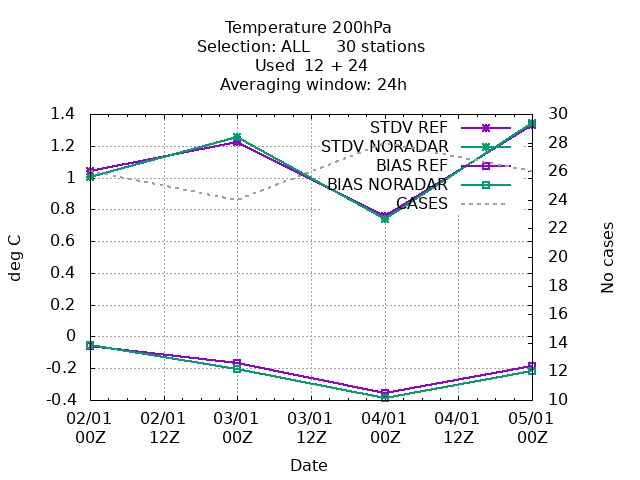 Temperature 200hPa
Selection: ALL     30 stations
Used  12 + 24
Averaging window: 24h
1.4
1.2
1
0.8
0.6
0.4
0.2
0
-0.2
-0.4
deg C
STDV REF
STDV NORADAR
BIAS REF
BIAS NORADAR
CASES
30
28
26
24
22
20
18
16
14
12
10
No cases
02/01 02/01 03/01 03/01 04/01 04/01 05/01
00Z 12Z 00Z 12Z 00Z 12Z 00Z
Date